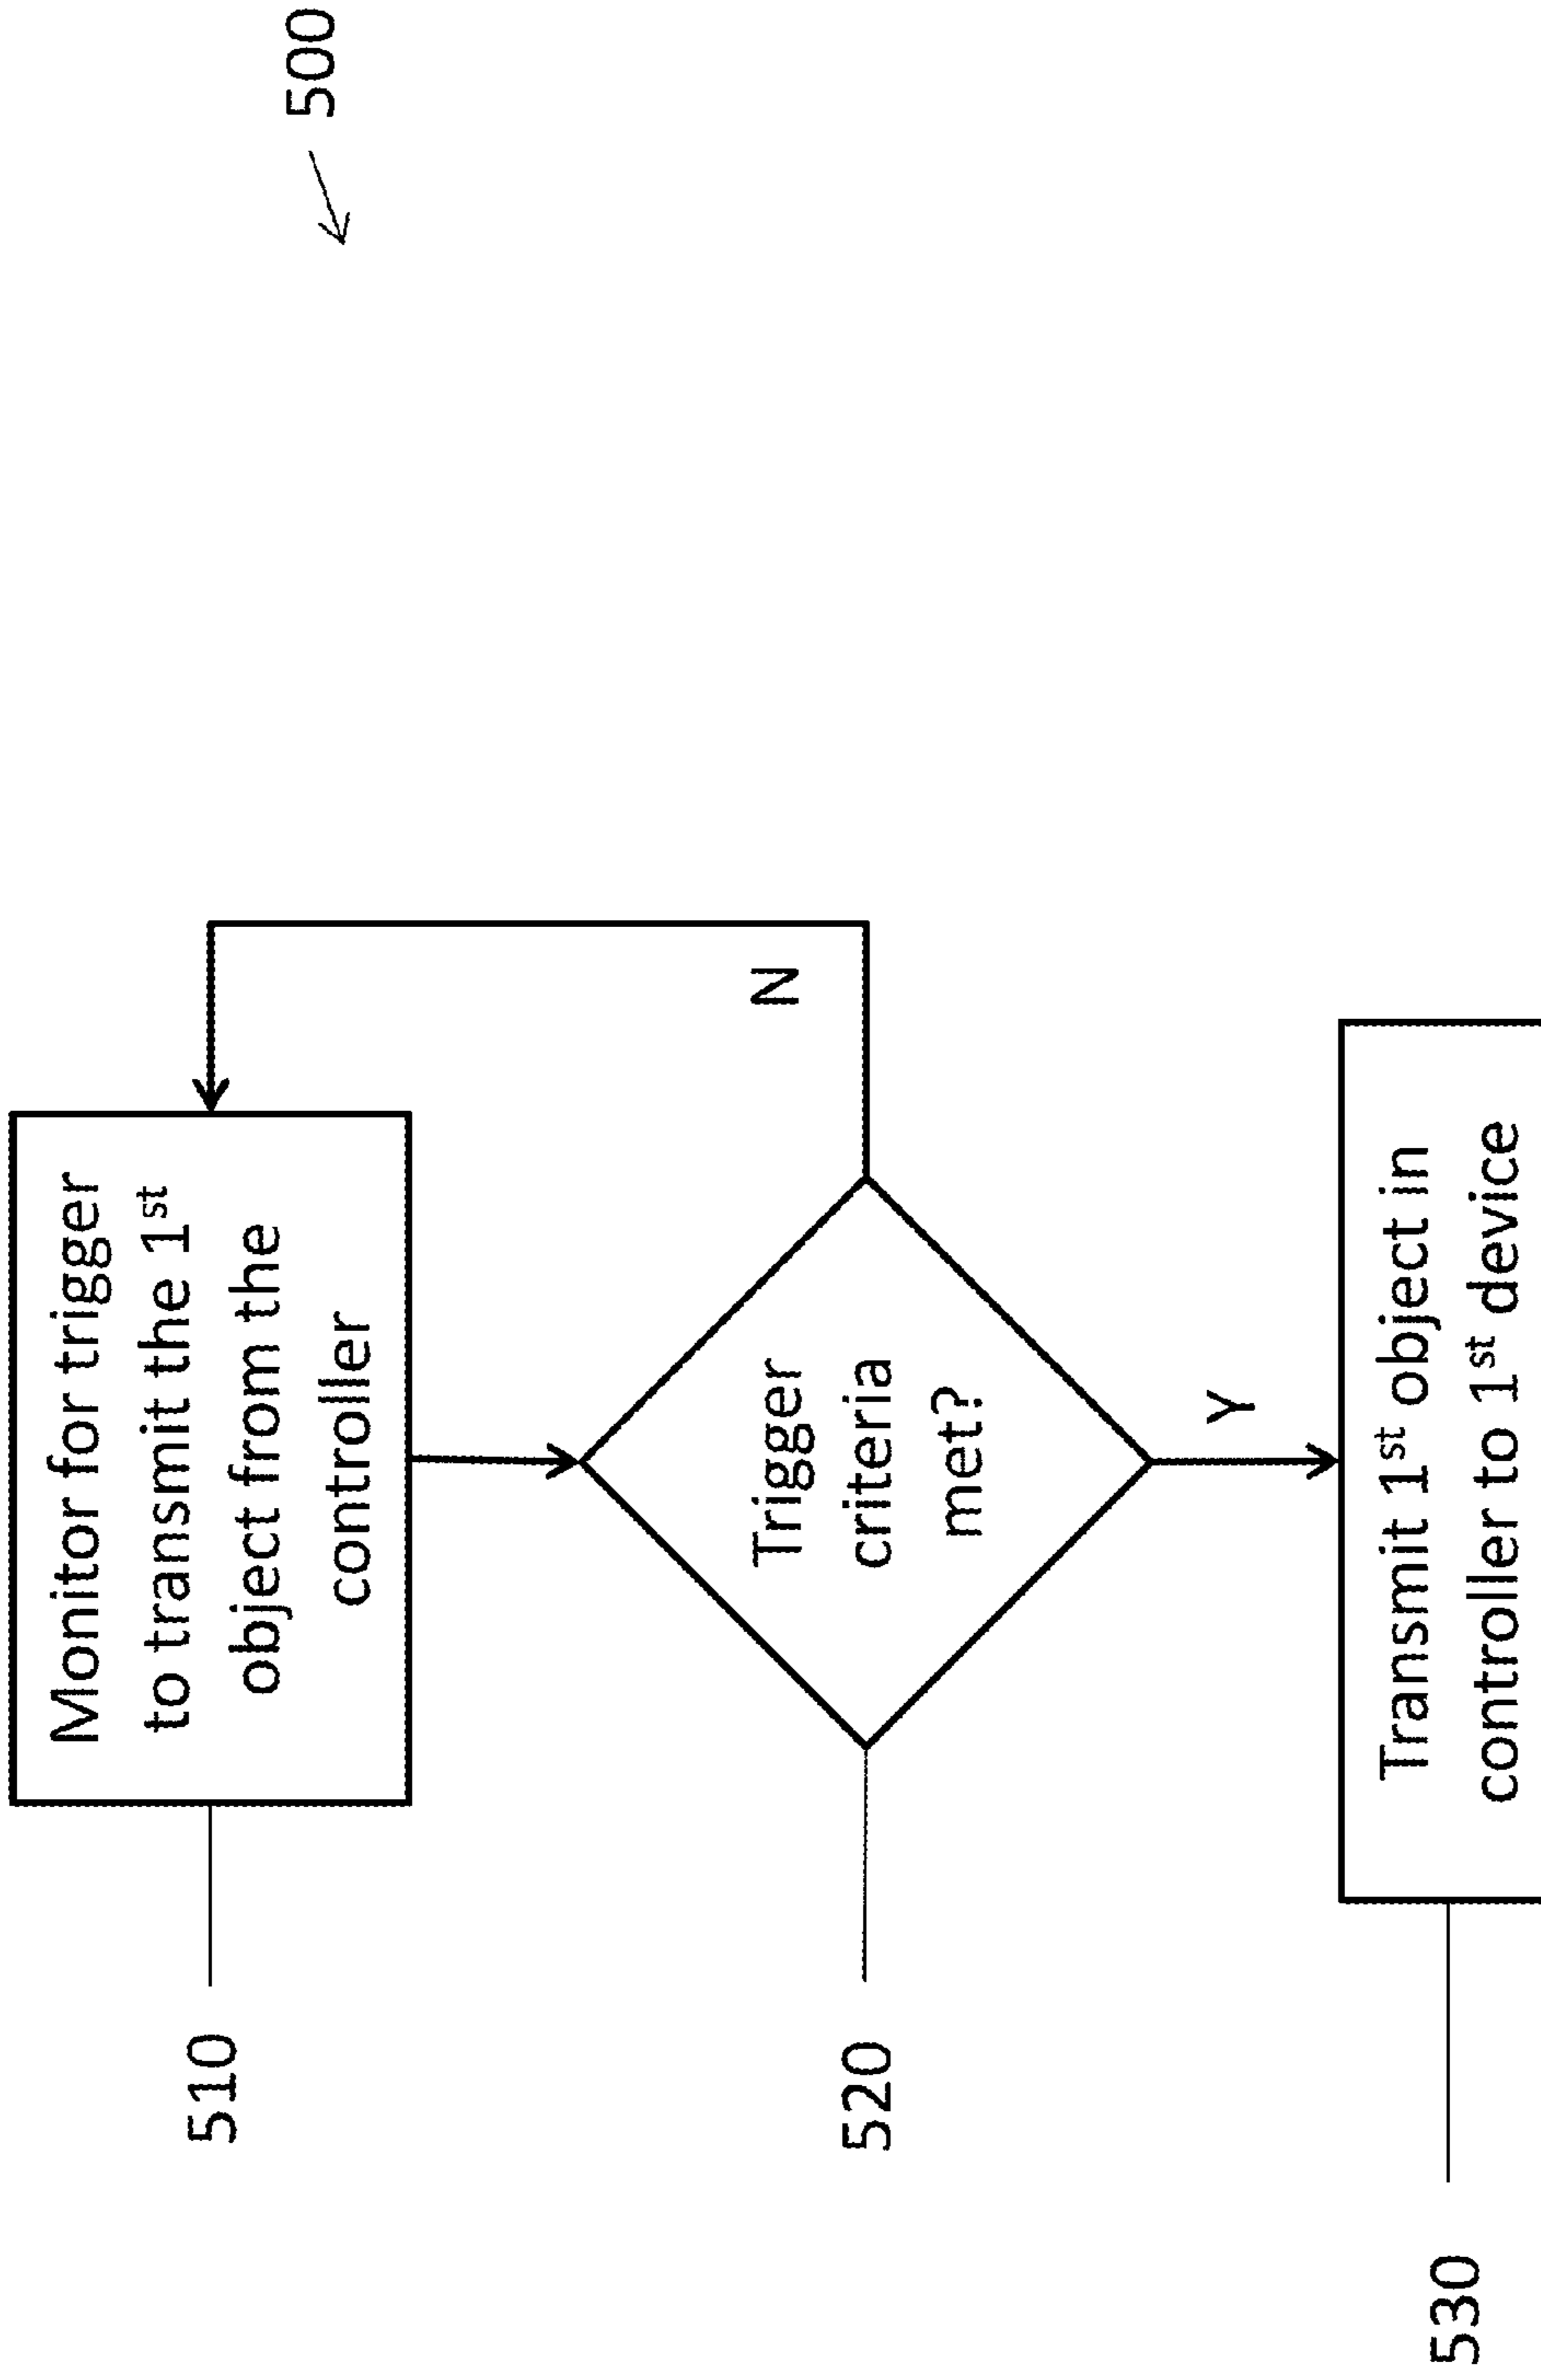 500
510
Monitor for trigger
to transmit the 1st
object from the
controller
520
Trigger
criteria
met?
N
Y
530
Transmit 1st object in
controller to 1st device